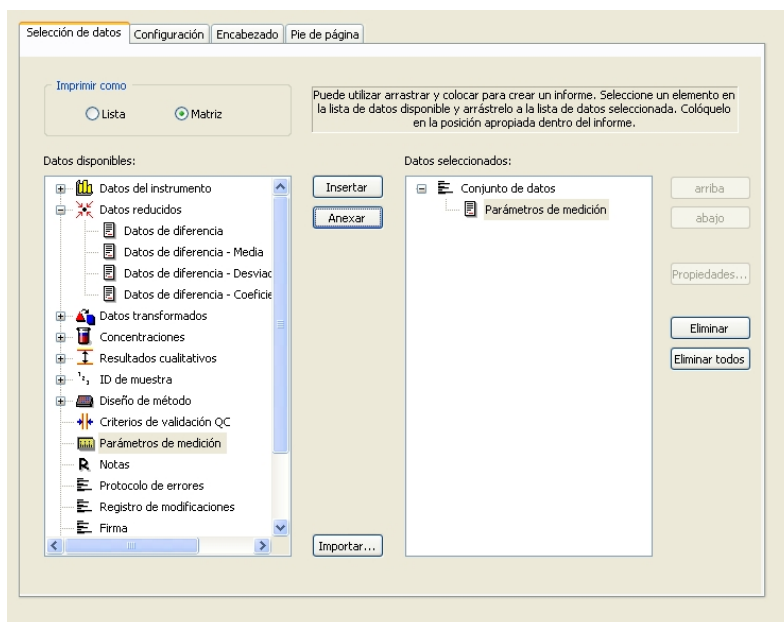 Selección de datos Configuración Encabezado Pie de página
Imprimir como
Lista Matriz
Puede utilizar arrastrar y colocar para crear un informe. Seleccione un elemento en
la lista de datos disponible y arrástrelo a la lista de datos seleccionada. Colóquelo
en la posición apropiada dentro del informe.
Datos disponibles:
Datos del instrumento
Datos reducidos
Datos de diferencia
Datos de diferencia - Media
Datos de diferencia - Desviac
Datos de diferencia - Coeficie
Datos transformados
Concentraciones
Resultados cualitativos
ID de muestra
Diseño de método
Criterios de validación QC
Parámetros de medición
Notas
Protocolo de errores
Registro de modificaciones
Firma
Insertar
Anexar
Importar...
Datos seleccionados:
Conjunto de datos
Parámetros de medición
arriba
abajo
Propiedades...
Eliminar
Eliminar todos